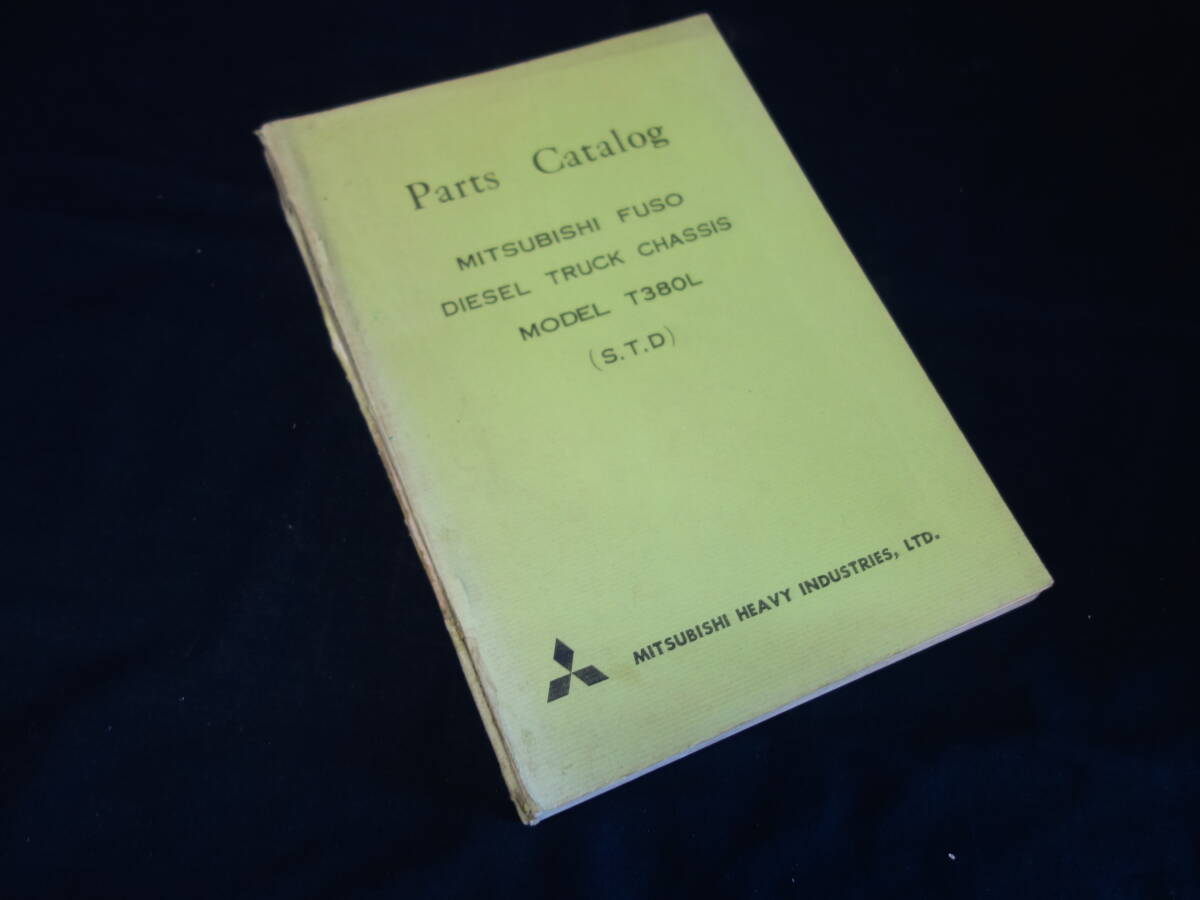 Parts Catalog
MITSUBISHI FUSO
DIESEL TRUCK CHASSIS
MODEL T380L
(S.T.D)
MITSUBISHI HEAVY INDUSTRIES, LTD.